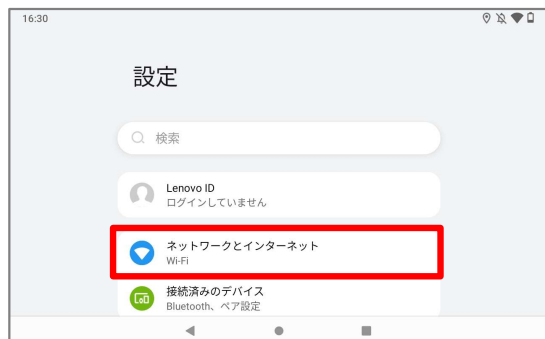 16:30
設定
検索
Lenovo ID
ログインしていません
ネットワークとインターネット
Wi-Fi
接続済みのデバイス
Bluetooth、ペア設定